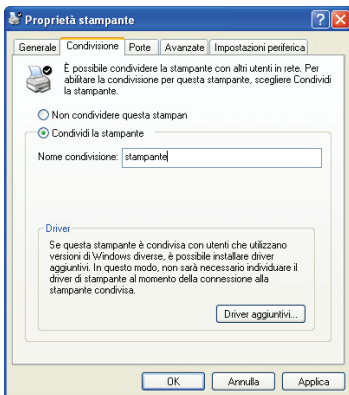 Proprietà stampante
Generale Condivisione Porte Avanzate Impostazioni periferica
È possibile condividere la stampante con altri utenti in rete. Per
abilitare la condivisione per questa stampante, scegliere Condividi
la stampante.
Non condividere questa stampan
Condividi la stampante
Nome condivisione: stampante
Driver
Se questa stampante è condivisa con utenti che utilizzano
versioni di Windows diverse, è possibile installare driver
aggiuntivi. In questo modo, non sarà necessario individuare il
driver di stampante al momento della connessione alla
stampante condivisa.
Driver aggiuntivi...
OK Annulla Applica